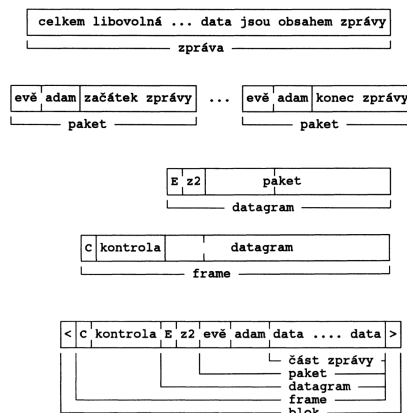 celkem libovolná ... data jsou obsahem zprávy
zpráva
evě adam začátek zprávy ... evě adam konec zprávy
paket paket
E z2 paket
datagram
C kontrola datagram
frame
< C kontrola E z2 evě adam data .... data >
část zprávy
paket
datagram
frame
blok